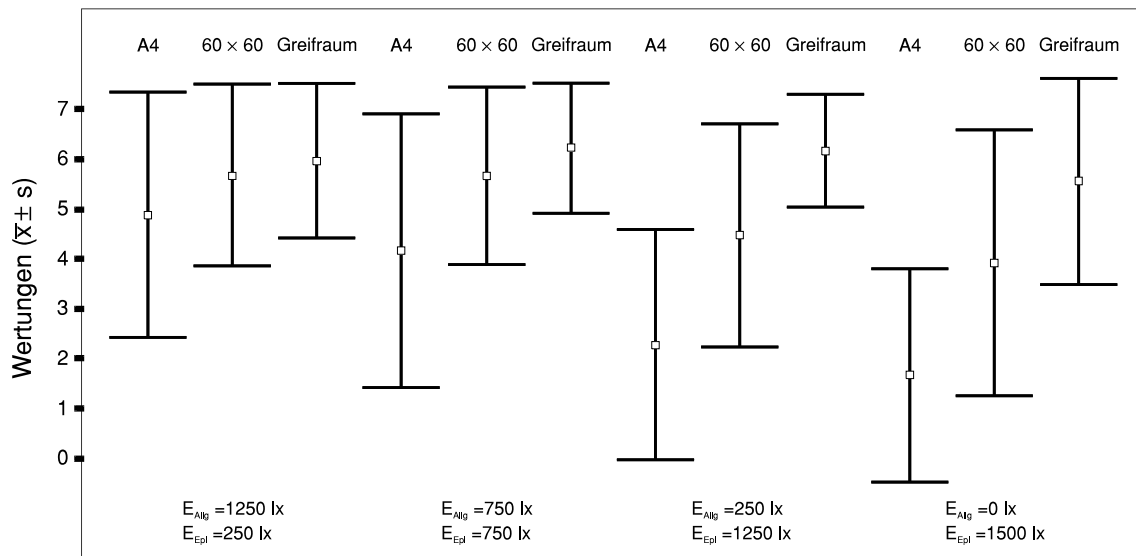 A4 60 × 60 Greifraum A4 60 × 60 Greifraum A4 60 × 60 Greifraum A4 60 × 60 Greifraum
Wertungen (x̅ ± s)
7
6
5
4
3
2
1
0
E_Allg =1250 lx
E_Epl =250 lx
E_Allg =750 lx
E_Epl =750 lx
E_Allg =250 lx
E_Epl =1250 lx
E_Allg =0 lx
E_Epl =1500 lx